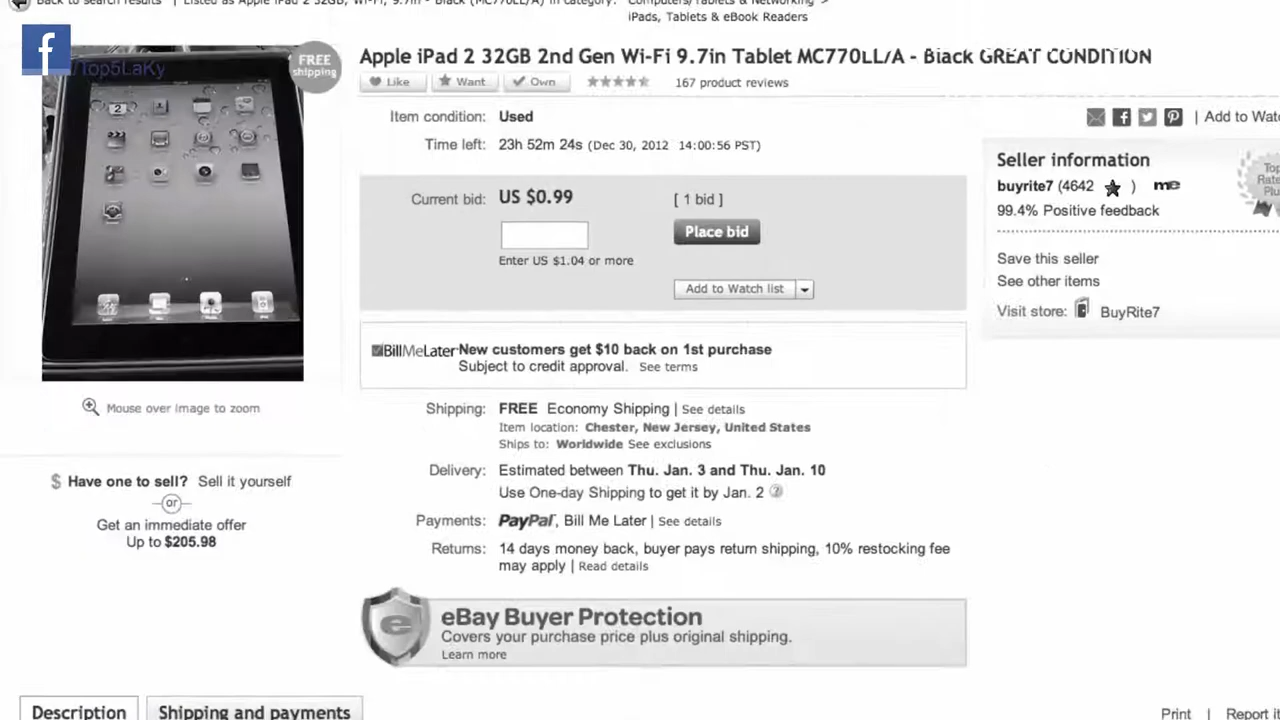 Back to search results | Listed as Apple iPad 2 32GB, Wi-Fi, 9.7in - Black (MC770LL/A) in category: Computers/Tablets & Networking >
iPads, Tablets & eBook Readers
f
/Top5LaKy
FREE
shipping
Apple iPad 2 32GB 2nd Gen Wi-Fi 9.7in Tablet MC770LL/A - Black GREAT CONDITION
Like
Want
Own
167 product reviews
Item condition: Used
Time left: 23h 52m 24s (Dec 30, 2012 14:00:56 PST)
Current bid: US $0.99 [ 1 bid ]
Place bid
Enter US $1.04 or more
Add to Watch list
BillMeLater New customers get $10 back on 1st purchase
Subject to credit approval. See terms
Shipping: FREE Economy Shipping | See details
Item location: Chester, New Jersey, United States
Ships to: Worldwide See exclusions
Delivery: Estimated between Thu. Jan. 3 and Thu. Jan. 10
Use One-day Shipping to get it by Jan. 2 ?
Payments: PayPal, Bill Me Later | See details
Returns: 14 days money back, buyer pays return shipping, 10% restocking fee
may apply | Read details
eBay Buyer Protection
Covers your purchase price plus original shipping.
Learn more
Mouse over image to zoom
$ Have one to sell? Sell it yourself
or
Get an immediate offer
Up to $205.98
| Add to Watc
Seller information
buyrite7 (4642 ) me
99.4% Positive feedback
Top
Rate
Plu
Save this seller
See other items
Visit store: BuyRite7
Description
Shipping and payments
Print | Report it